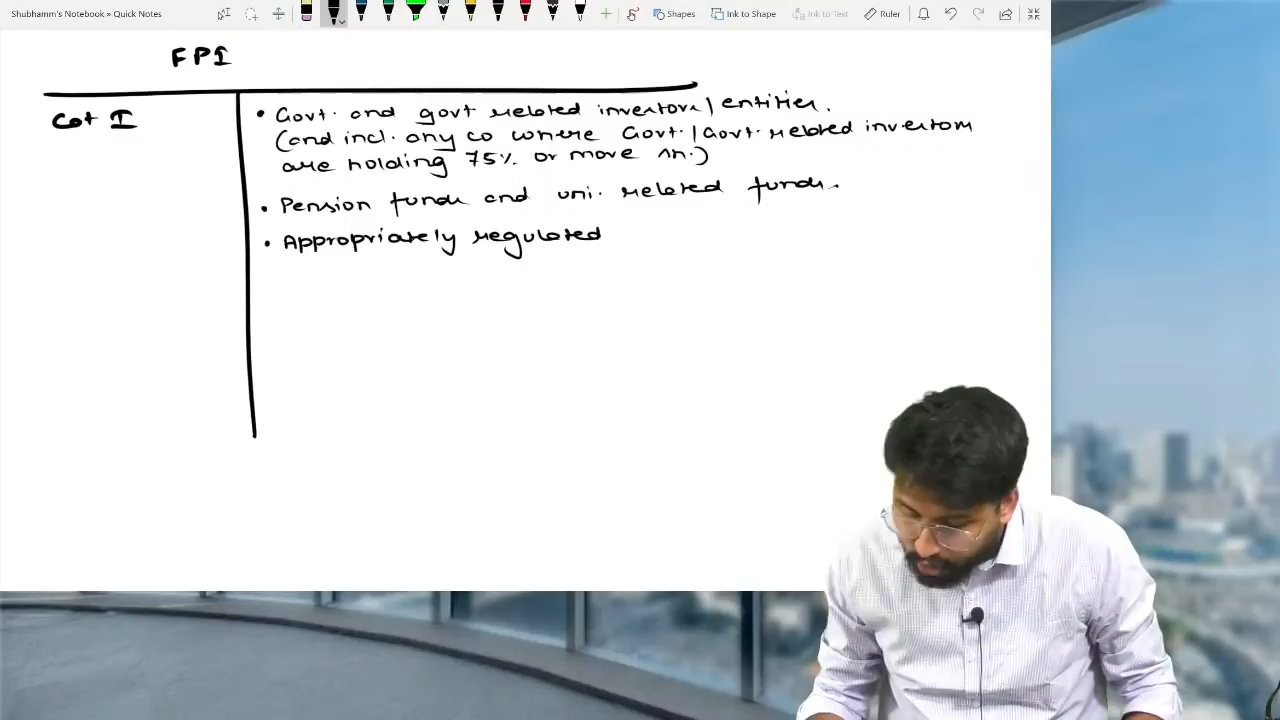 Shubhamm's Notebook » Quick Notes
Shapes
Ink to Shape
Ink to Text
Ruler
FPI
Cat I
• Govt. and govt related investors/entities.
(and incl. any co where Govt./Govt. related investors
are holding 75% or more sh.)
• Pension funds and uni. related funds.
• Appropriately regulated